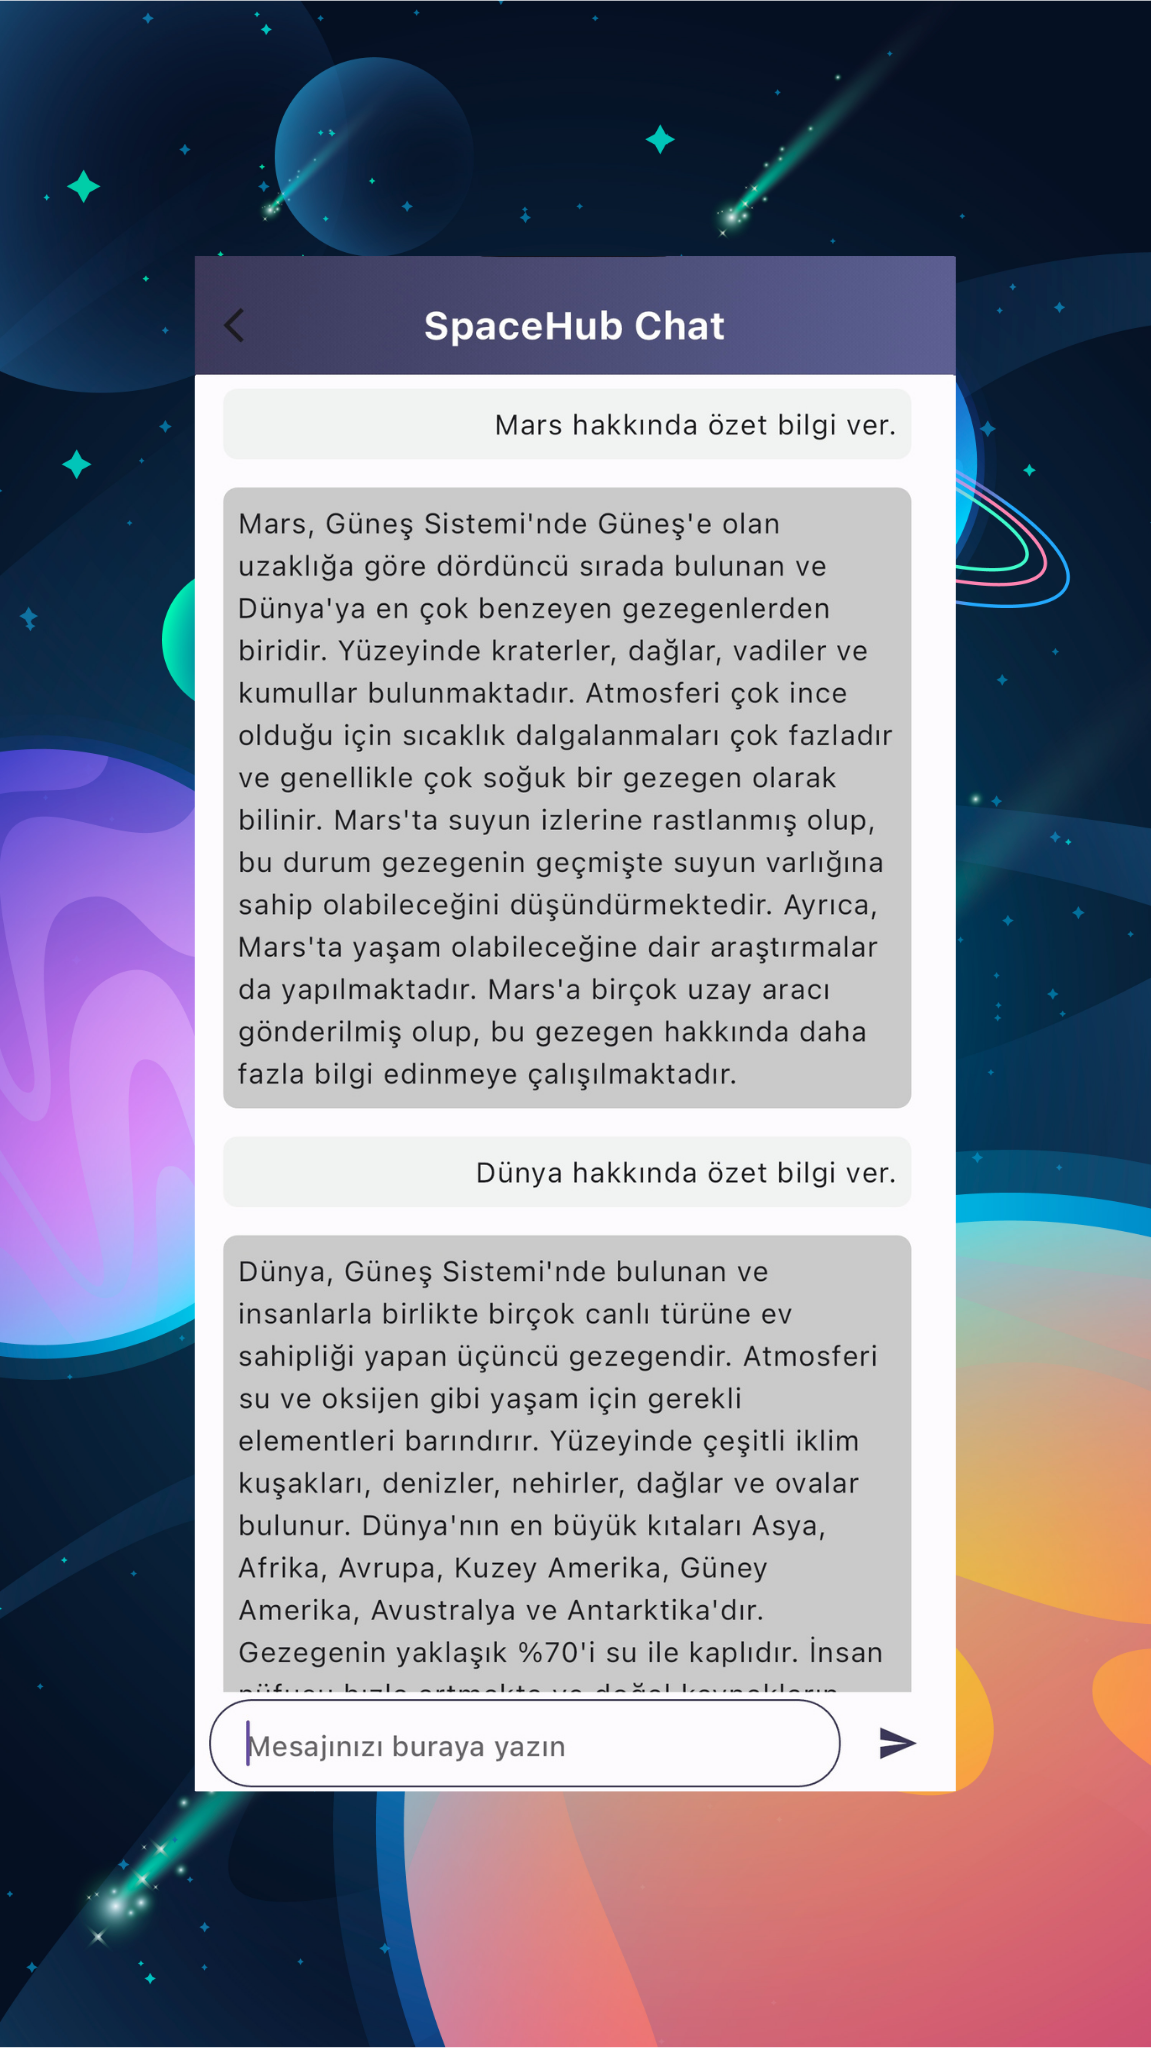 SpaceHub Chat
Mars hakkında özet bilgi ver.
Mars, Güneş Sistemi'nde Güneş'e olan
uzaklığa göre dördüncü sırada bulunan ve
Dünya'ya en çok benzeyen gezegenlerden
biridir. Yüzeyinde kraterler, dağlar, vadiler ve
kumullar bulunmaktadır. Atmosferi çok ince
olduğu için sıcaklık dalgalanmaları çok fazladır
ve genellikle çok soğuk bir gezegen olarak
bilinir. Mars'ta suyun izlerine rastlanmış olup,
bu durum gezegenin geçmişte suyun varlığına
sahip olabileceğini düşündürmektedir. Ayrıca,
Mars'ta yaşam olabileceğine dair araştırmalar
da yapılmaktadır. Mars'a birçok uzay aracı
gönderilmiş olup, bu gezegen hakkında daha
fazla bilgi edinmeye çalışılmaktadır.
Dünya hakkında özet bilgi ver.
Dünya, Güneş Sistemi'nde bulunan ve
insanlarla birlikte birçok canlı türüne ev
sahipliği yapan üçüncü gezegendir. Atmosferi
su ve oksijen gibi yaşam için gerekli
elementleri barındırır. Yüzeyinde çeşitli iklim
kuşakları, denizler, nehirler, dağlar ve ovalar
bulunur. Dünya'nın en büyük kıtaları Asya,
Afrika, Avrupa, Kuzey Amerika, Güney
Amerika, Avustralya ve Antarktika'dır.
Gezegenin yaklaşık %70'i su ile kaplıdır. İnsan
Mesajınızı buraya yazın